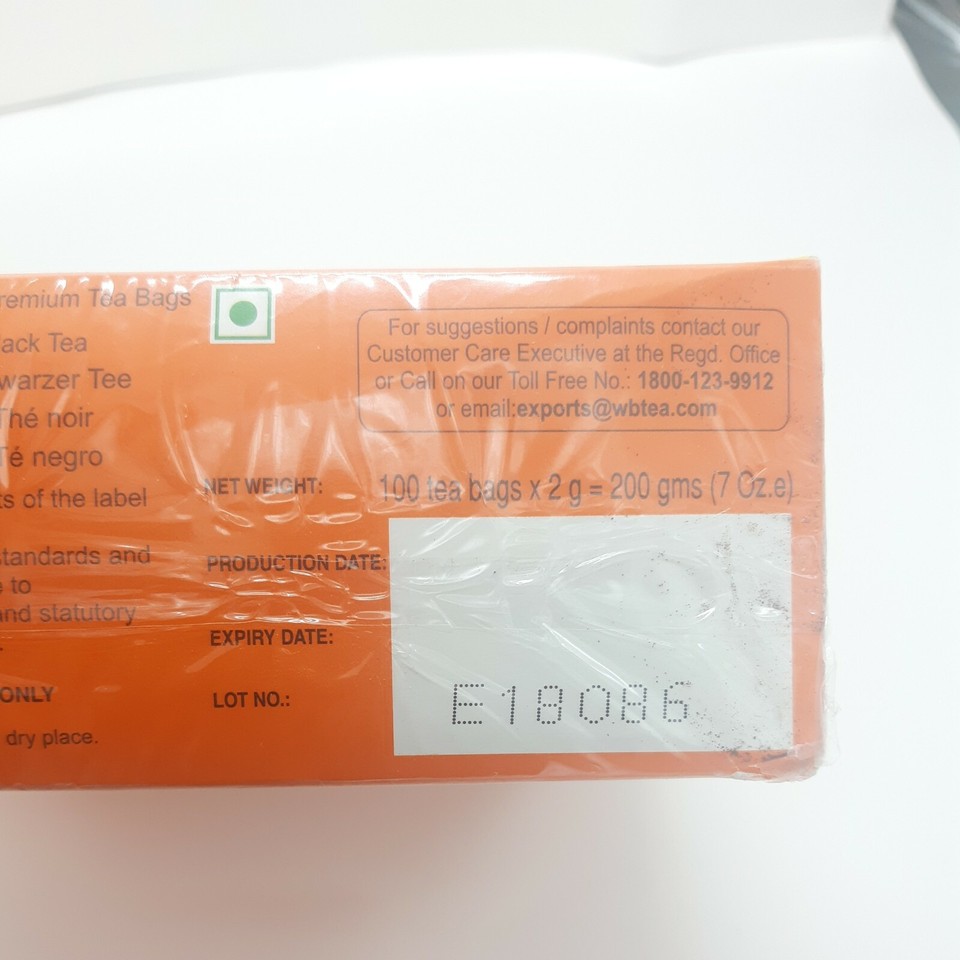 remium Tea Bags
ack Tea
warzer Tee
Thé noir
Té negro
ts of the label
standards and
e to
and statutory
ONLY
dry place.
For suggestions / complaints contact our
Customer Care Executive at the Regd. Office
or Call on our Toll Free No.: 1800-123-9912
or email:exports@wbtea.com
NET WEIGHT: 100 tea bags x 2 g = 200 gms (7 Oz.e)
PRODUCTION DATE:
EXPIRY DATE:
LOT NO.: E18086